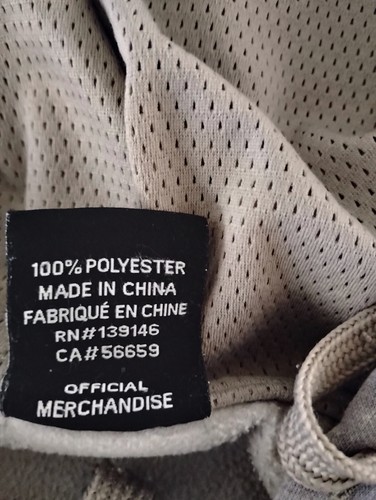 100% POLYESTER
MADE IN CHINA
FABRIQUÉ EN CHINE
RN#139146
CA#56659
OFFICIAL
MERCHANDISE